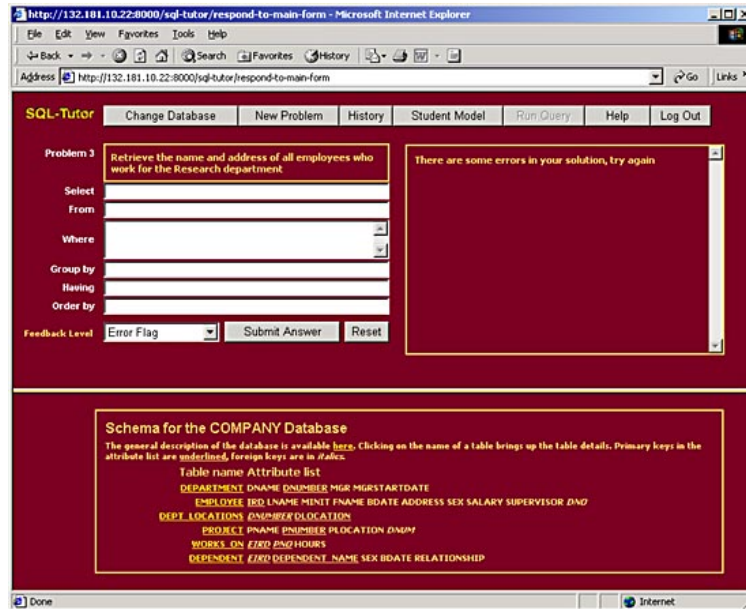 http://132.181.10.22:8000/sql-tutor/respond-to-main-form - Microsoft Internet Explorer
File Edit View Favorites Tools Help
Back Search Favorites History
Address http://132.181.10.22:8000/sql-tutor/respond-to-main-form Go Links
SQL-Tutor Change Database New Problem History Student Model Run Query Help Log Out
Problem 3 Retrieve the name and address of all employees who
work for the Research department
There are some errors in your solution, try again
Select
From
Where
Group by
Having
Order by
Feedback Level Error Flag Submit Answer Reset
Schema for the COMPANY Database
The general description of the database is available here. Clicking on the name of a table brings up the table details. Primary keys in the
attribute list are underlined, foreign keys are in italics.
Table name Attribute list
DEPARTMENT DNAME DNUMBER MGR MGRSTARTDATE
EMPLOYEE IRD LNAME MINIT FNAME BDATE ADDRESS SEX SALARY SUPERVISOR DNO
DEPT_LOCATIONS DNUMBER DLOCATION
PROJECT PNAME PNUMBER PLOCATION DNUM
WORKS_ON EIRD PNO HOURS
DEPENDENT EIRD DEPENDENT_NAME SEX BDATE RELATIONSHIP
Done Internet